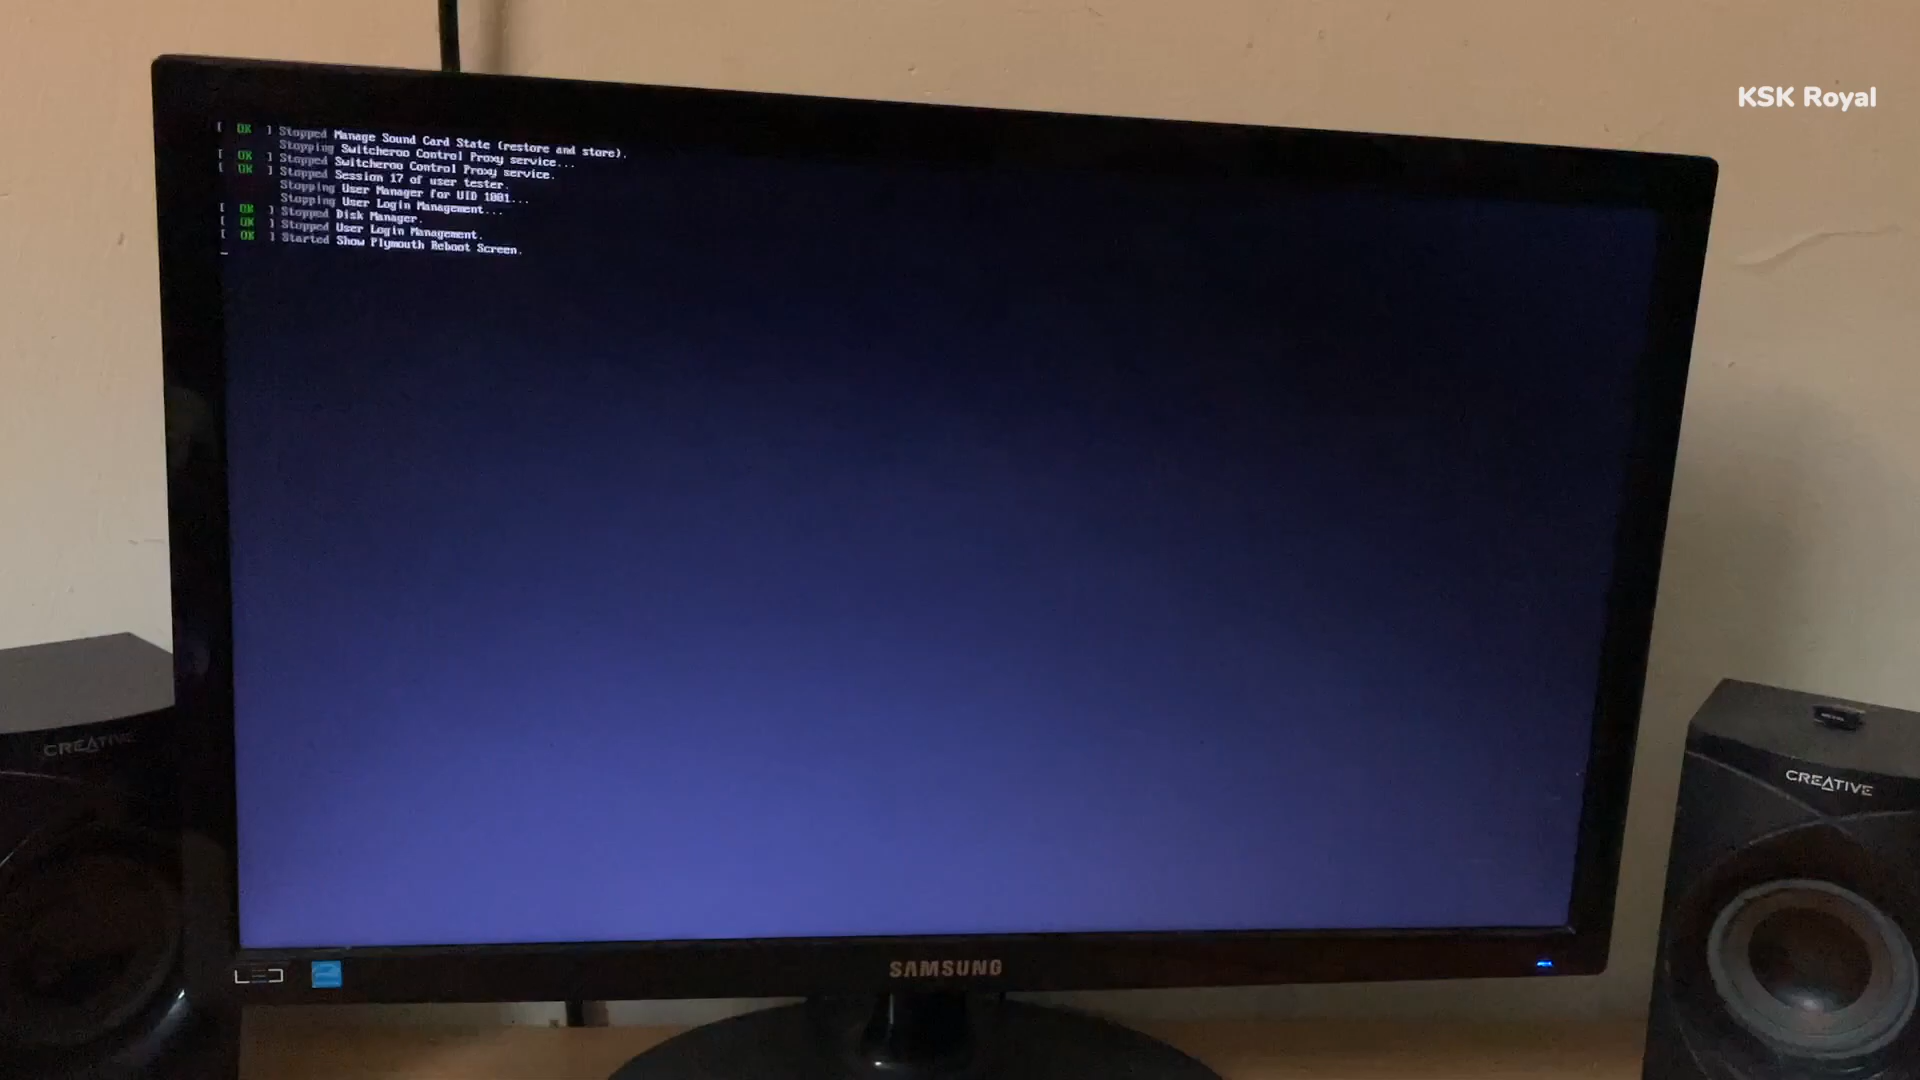 KSK Royal
[ OK ] Stopped Manage Sound Card State (restore and store).
Stopping Switcheroo Control Proxy service...
[ OK ] Stopped Switcheroo Control Proxy service.
[ OK ] Stopped Session 17 of user tester.
Stopping User Manager for UID 1001...
Stopping User Login Management...
[ OK ] Stopped Disk Manager.
[ OK ] Stopped User Login Management.
[ OK ] Started Show Plymouth Reboot Screen.
CREATIVE
CREATIVE
LED
SAMSUNG